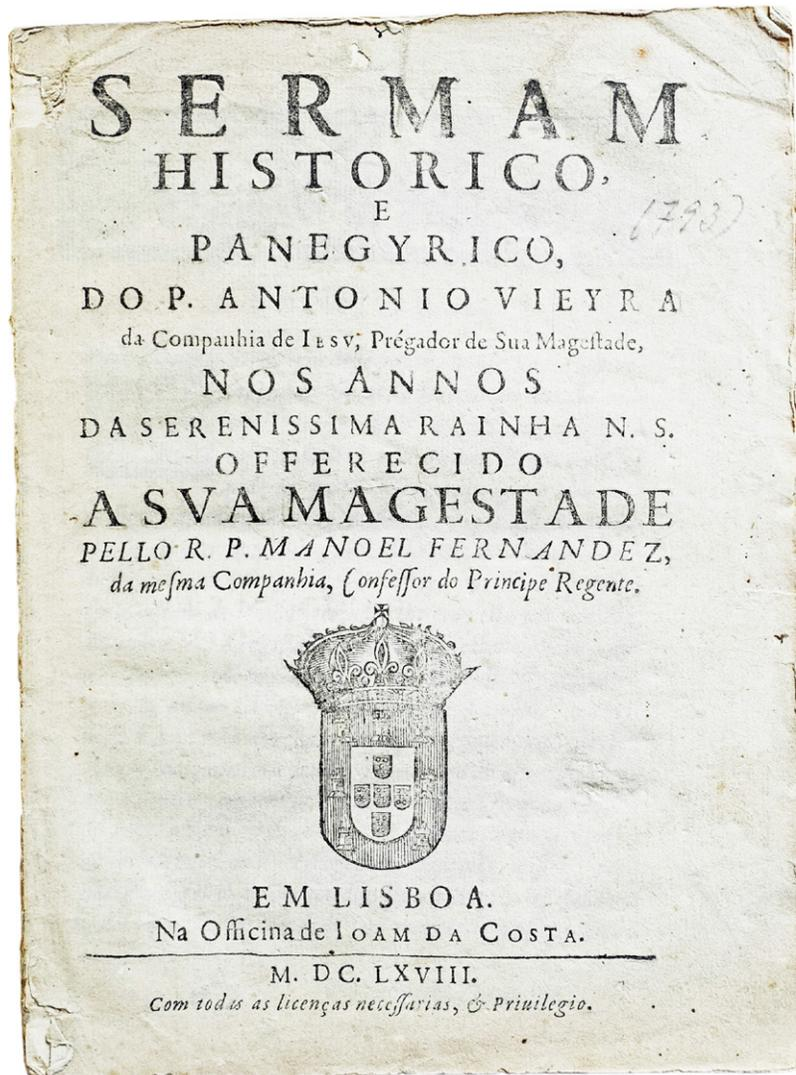 SERMAM
HISTORICO,
E
PANEGYRICO,
DO P. ANTONIO VIEYRA
da Companhia de IESV, Prégador de Sua Mageſtade,
NOS ANNOS
DA SERENISSIMA RAINHA N. S.
OFFERECIDO
A SVA MAGESTADE
PELLO R. P. MANOEL FERNANDEZ,
da meſma Companhia, Confeſſor do Principe Regente.
EM LISBOA.
Na Officina de IOAM DA COSTA.
M. DC. LXVIII.
Com todas as licenças neceſſarias, & Priuilegio.
(793)